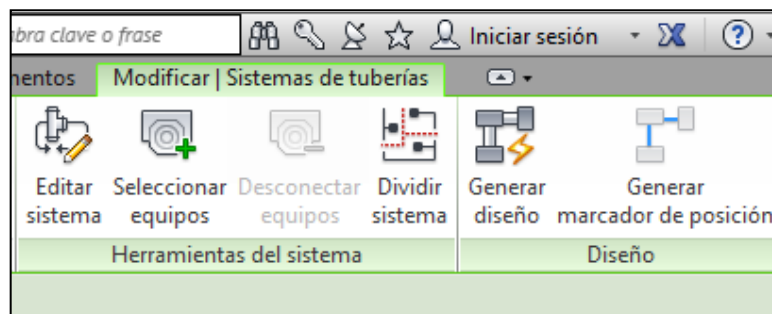 bra clave o frase
Iniciar sesión
?
mentos
Modificar | Sistemas de tuberías
Editar sistema
Seleccionar equipos
Desconectar equipos
Dividir sistema
Generar diseño
Generar marcador de posición
Herramientas del sistema
Diseño